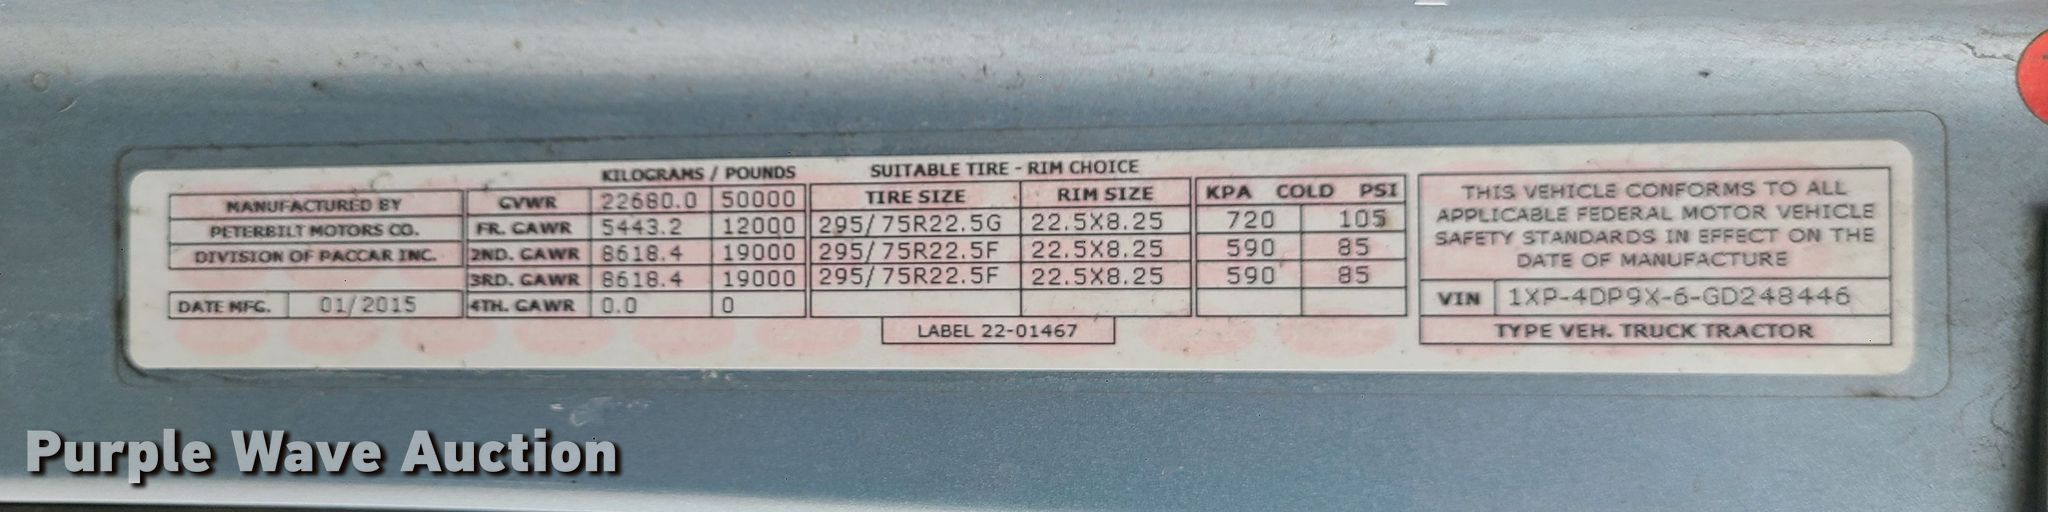 KILOGRAMS / POUNDS SUITABLE TIRE - RIM CHOICE
MANUFACTURED BY GVWR 22680.0 50000 TIRE SIZE RIM SIZE KPA COLD PSI THIS VEHICLE CONFORMS TO ALL
PETERBILT MOTORS CO. FR. GAWR 5443.2 12000 295/75R22.5G 22.5X8.25 720 105 APPLICABLE FEDERAL MOTOR VEHICLE
DIVISION OF PACCAR INC. 2ND. GAWR 8618.4 19000 295/75R22.5F 22.5X8.25 590 85 SAFETY STANDARDS IN EFFECT ON THE
3RD. GAWR 8618.4 19000 295/75R22.5F 22.5X8.25 590 85 DATE OF MANUFACTURE
DATE MFG. 01/2015 4TH. GAWR 0.0 0 VIN 1XP-4DP9X-6-GD248446
LABEL 22-01467 TYPE VEH. TRUCK TRACTOR
Purple Wave Auction